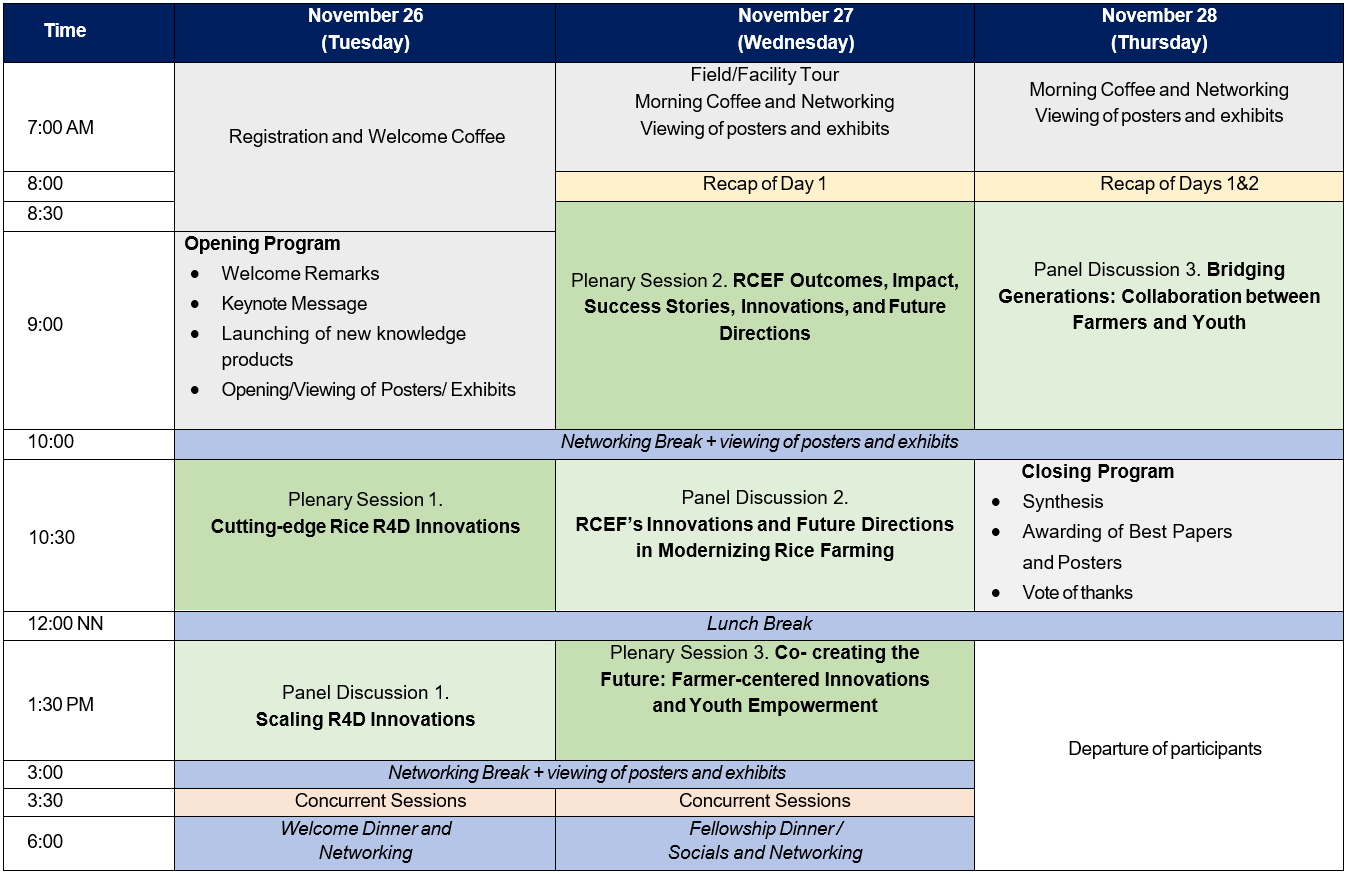 Time
November 26
(Tuesday)
November 27
(Wednesday)
November 28
(Thursday)
7:00 AM
Registration and Welcome Coffee
Field/Facility Tour
Morning Coffee and Networking
Viewing of posters and exhibits
Morning Coffee and Networking
Viewing of posters and exhibits
8:00
Recap of Day 1
Recap of Days 1&2
8:30
9:00
Opening Program
● Welcome Remarks
● Keynote Message
● Launching of new knowledge
products
● Opening/Viewing of Posters/ Exhibits
Plenary Session 2. RCEF Outcomes, Impact,
Success Stories, Innovations, and Future
Directions
Panel Discussion 3. Bridging
Generations: Collaboration between
Farmers and Youth
10:00
Networking Break + viewing of posters and exhibits
10:30
Plenary Session 1.
Cutting-edge Rice R4D Innovations
Panel Discussion 2.
RCEF’s Innovations and Future Directions
in Modernizing Rice Farming
Closing Program
● Synthesis
● Awarding of Best Papers
and Posters
● Vote of thanks
12:00 NN
Lunch Break
1:30 PM
Panel Discussion 1.
Scaling R4D Innovations
Plenary Session 3. Co- creating the
Future: Farmer-centered Innovations
and Youth Empowerment
Departure of participants
3:00
Networking Break + viewing of posters and exhibits
3:30
Concurrent Sessions
Concurrent Sessions
6:00
Welcome Dinner and
Networking
Fellowship Dinner /
Socials and Networking